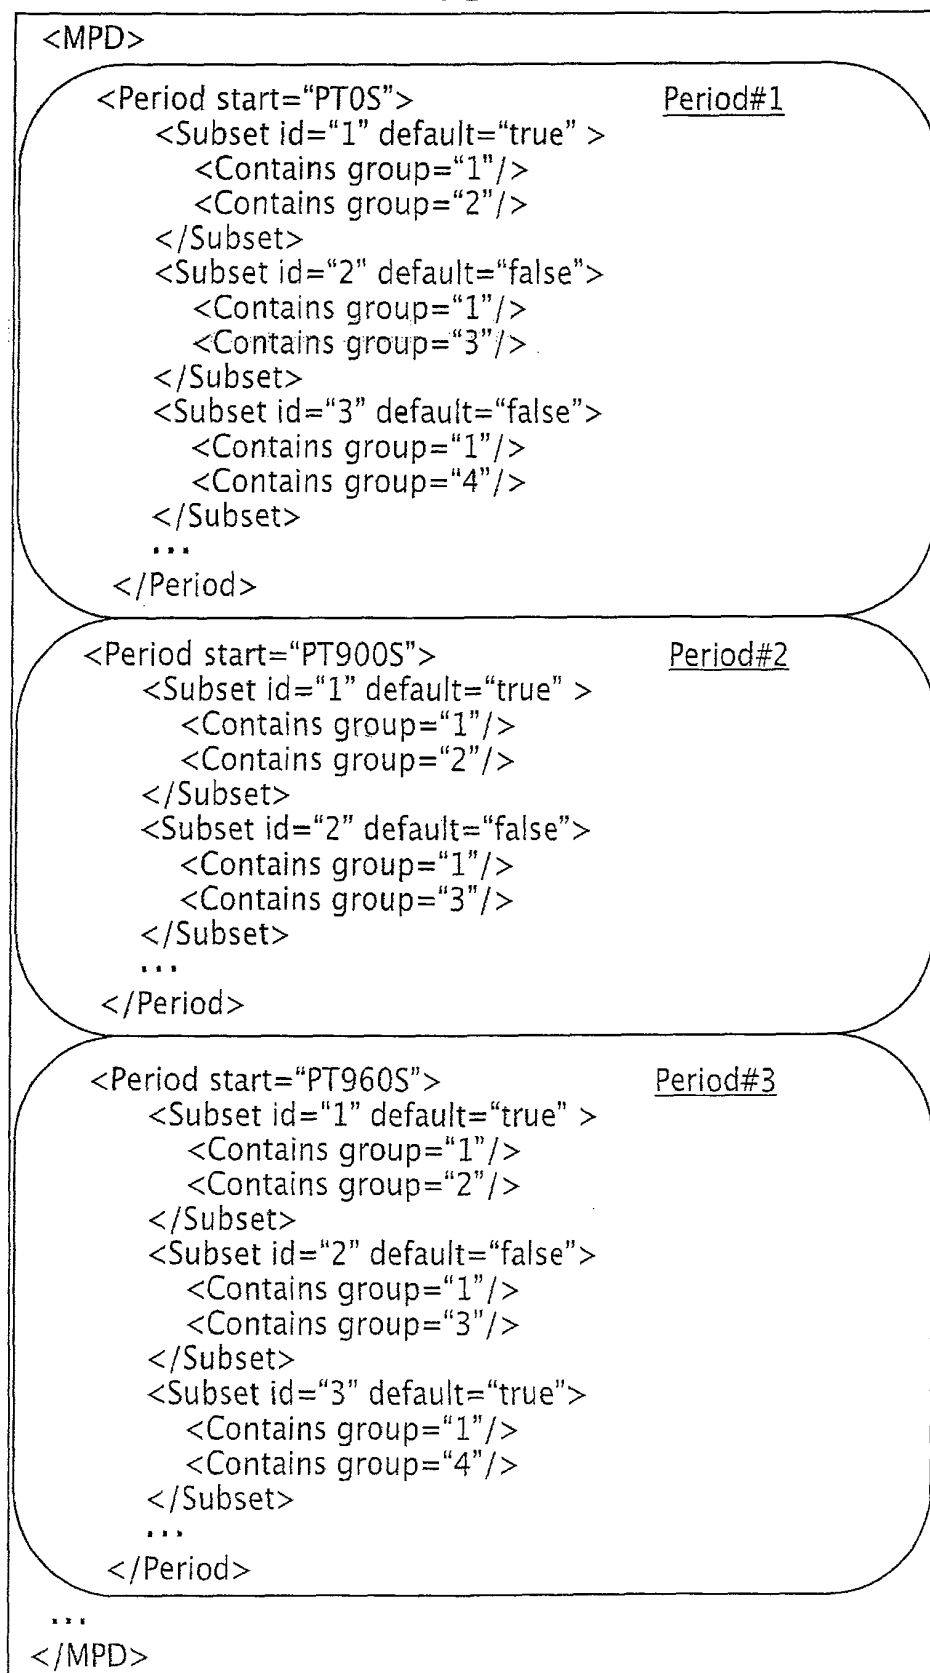 <MPD>
<Period start=“PT0S”> Period#1
<Subset id=“1” default=“true” >
<Contains group=“1”/>
<Contains group=“2”/>
</Subset>
<Subset id=“2” default=“false”>
<Contains group=“1”/>
<Contains group=“3”/>
</Subset>
<Subset id=“3” default=“false”>
<Contains group=“1”/>
<Contains group=“4”/>
</Subset>
...
</Period>
<Period start=“PT900S”> Period#2
<Subset id=“1” default=“true” >
<Contains group=“1”/>
<Contains group=“2”/>
</Subset>
<Subset id=“2” default=“false”>
<Contains group=“1”/>
<Contains group=“3”/>
</Subset>
...
</Period>
<Period start=“PT960S”> Period#3
<Subset id=“1” default=“true” >
<Contains group=“1”/>
<Contains group=“2”/>
</Subset>
<Subset id=“2” default=“false”>
<Contains group=“1”/>
<Contains group=“3”/>
</Subset>
<Subset id=“3” default=“true”>
<Contains group=“1”/>
<Contains group=“4”/>
</Subset>
...
</Period>
...
</MPD>